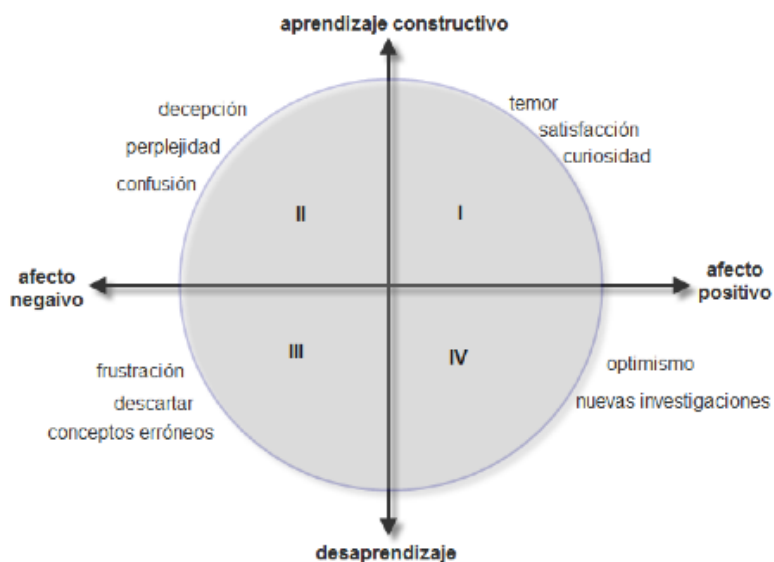 aprendizaje constructivo
decepción
perplejidad
confusión
temor
satisfacción
curiosidad
II
I
afecto
negaivo
afecto
positivo
III
IV
frustración
descartar
conceptos erróneos
optimismo
nuevas investigaciones
desaprendizaje